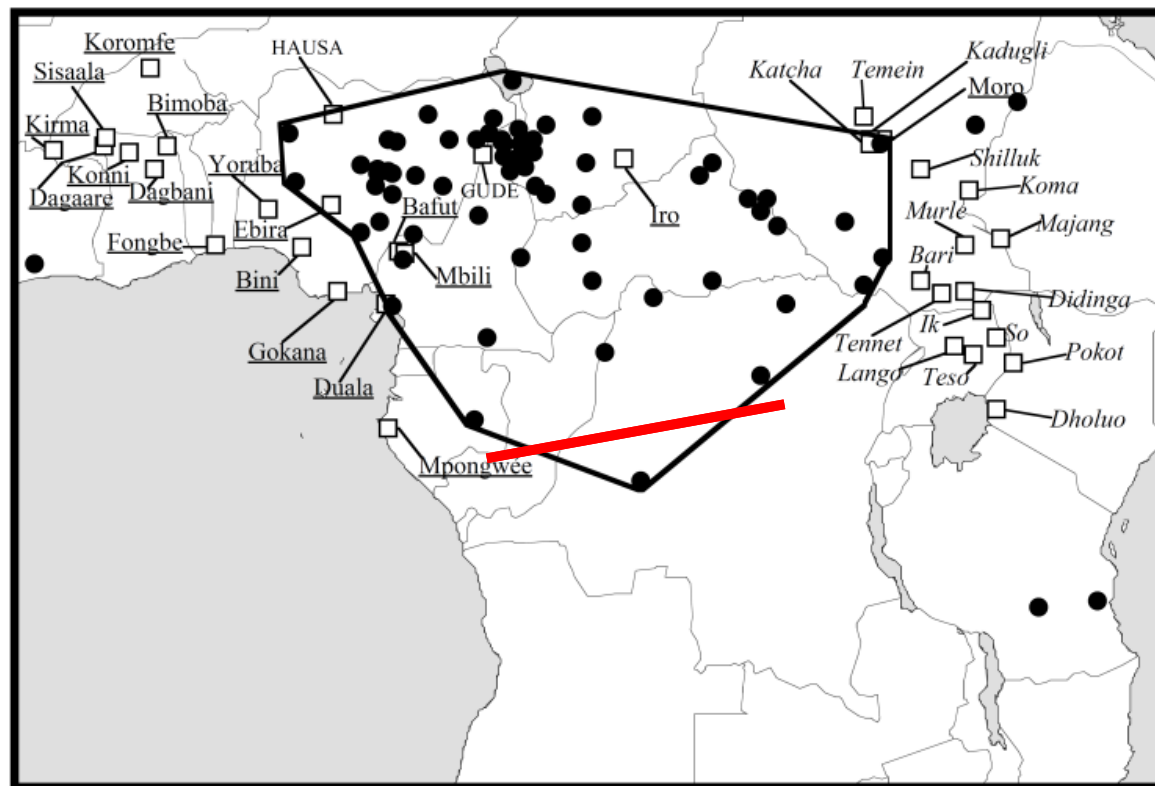 Koromfe
HAUSA
Kadugli
Sisaala
Katcha
Temein
Moro
Bimoba
Kirma
Yoruba
Shilluk
Konni
GUDE
Koma
Dagbani
Dagaare
Bafut
Iro
Ebira
Murle
Majang
Fongbe
Bari
Bini
Mbili
Didinga
Ik
So
Gokana
Tennet
Pokot
Lango
Teso
Duala
Dholuo
Mpongwee